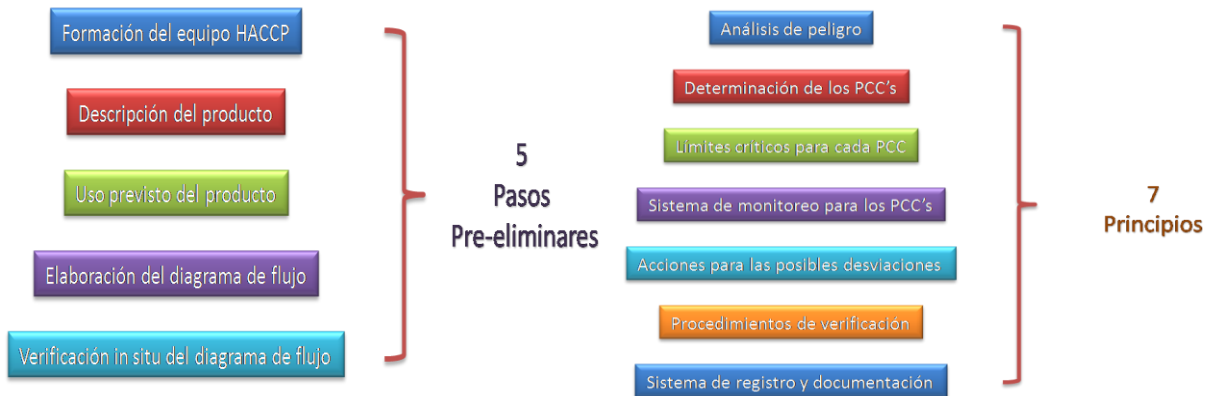 Formación del equipo HACCP
Descripción del producto
Uso previsto del producto
Elaboración del diagrama de flujo
Verificación in situ del diagrama de flujo
5
Pasos
Pre-eliminares
Análisis de peligro
Determinación de los PCC's
Límites críticos para cada PCC
Sistema de monitoreo para los PCC's
Acciones para las posibles desviaciones
Procedimientos de verificación
Sistema de registro y documentación
7
Principios